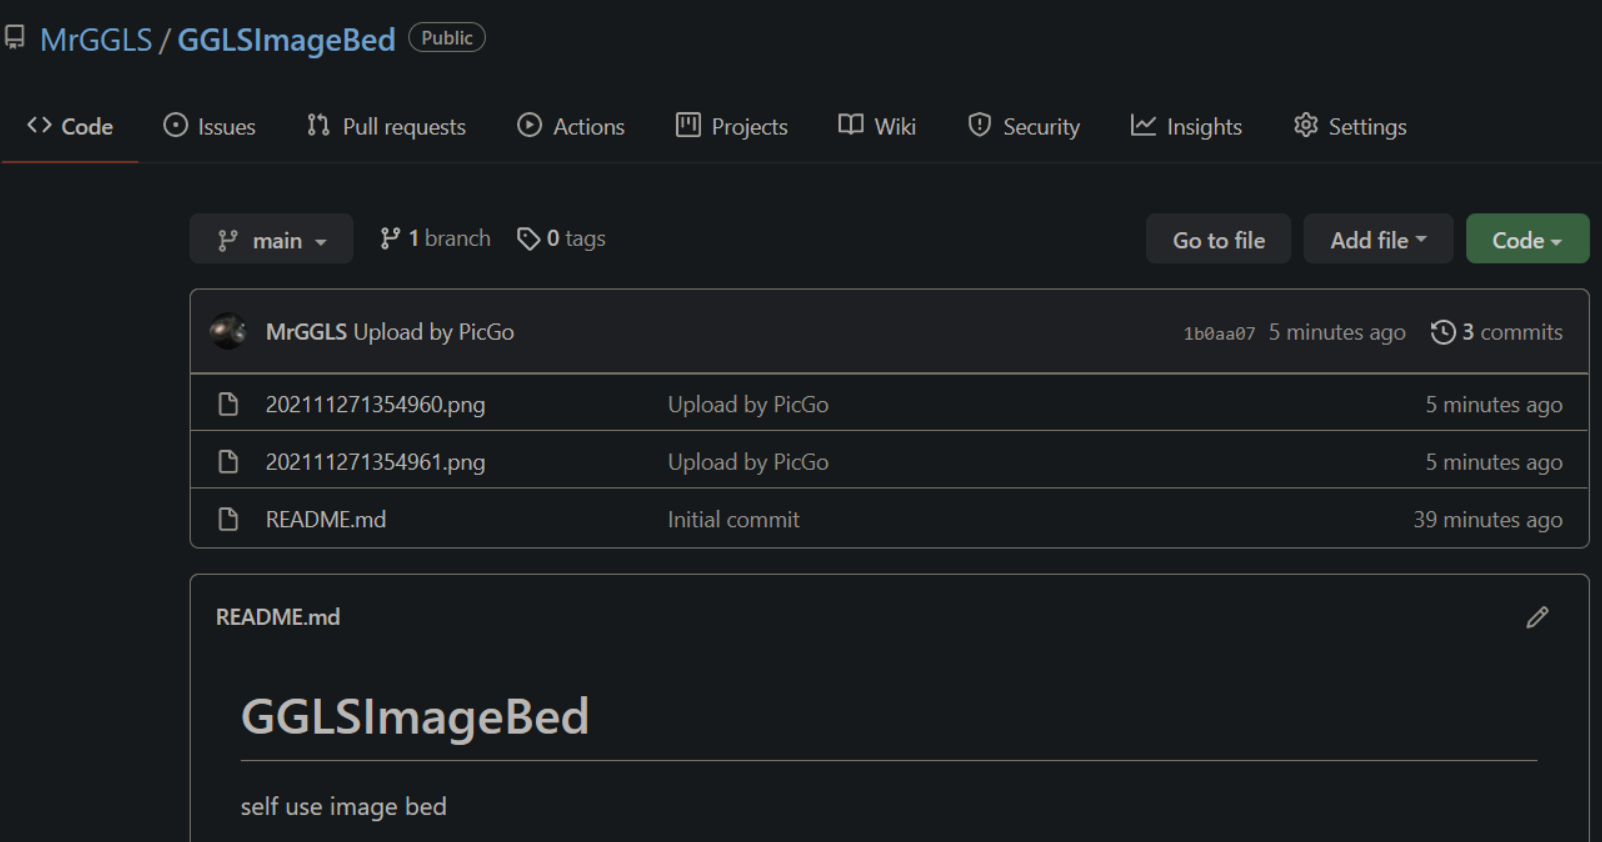 MrGGLS / GGLSImageBed Public
Code Issues Pull requests Actions Projects Wiki Security Insights Settings
main 1 branch 0 tags Go to file Add file Code
MrGGLS Upload by PicGo 1b0aa07 5 minutes ago 3 commits
202111271354960.png Upload by PicGo 5 minutes ago
202111271354961.png Upload by PicGo 5 minutes ago
README.md Initial commit 39 minutes ago
README.md
GGLSImageBed
self use image bed